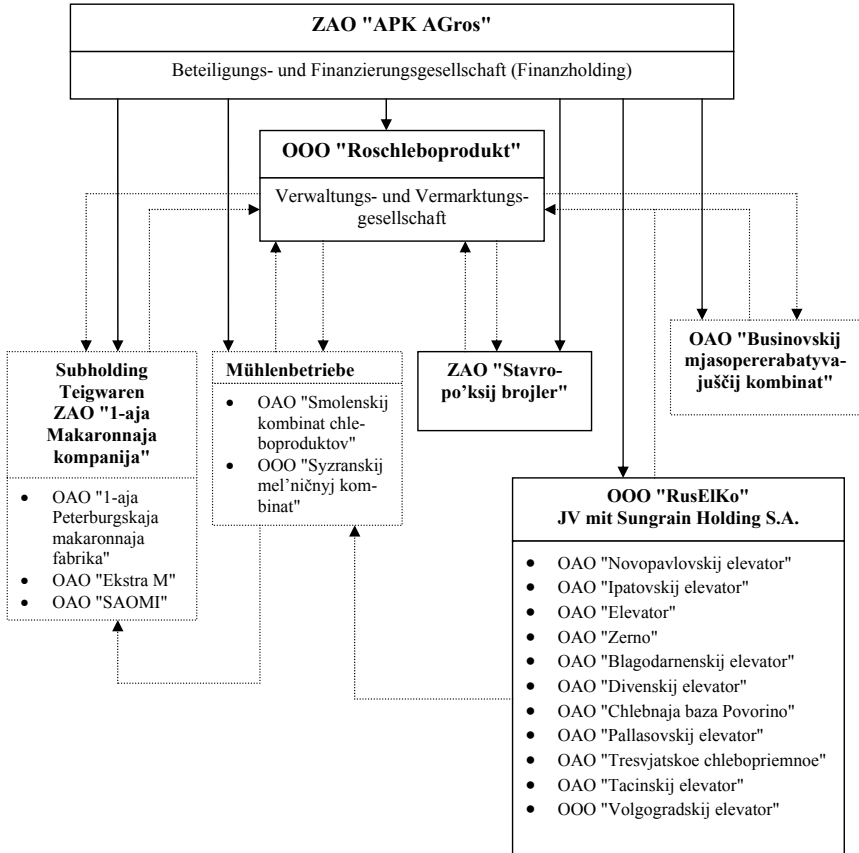 ZAO "APK AGros"
Beteiligungs- und Finanzierungsgesellschaft (Finanzholding)
OOO "Roschleboprodukt"
Verwaltungs- und Vermarktungs-
gesellschaft
Subholding
Teigwaren
ZAO "1-aja
Makaronnaja
kompanija"
• OAO "1-aja
Peterburgskaja
makaronnaja
fabrika"
• OAO "Ekstra M"
• OAO "SAOMI"
Mühlenbetriebe
• OAO "Smolenskij
kombinat chle-
boproduktov"
• OOO "Syzranskij
mel’ničnyj kom-
binat"
ZAO "Stavro-
po’ksij brojler"
OAO "Businovskij
mjasopererabatyva-
juščij kombinat"
OOO "RusElKo"
JV mit Sungrain Holding S.A.
• OAO "Novopavlovskij elevator"
• OAO "Ipatovskij elevator"
• OAO "Elevator"
• OAO "Zerno"
• OAO "Blagodarnenskij elevator"
• OAO "Divenskij elevator"
• OAO "Chlebnaja baza Povorino"
• OAO "Pallasovskij elevator"
• OAO "Tresvjatskoe chlebopriemnoe"
• OAO "Tacinskij elevator"
• OOO "Volgogradskij elevator"